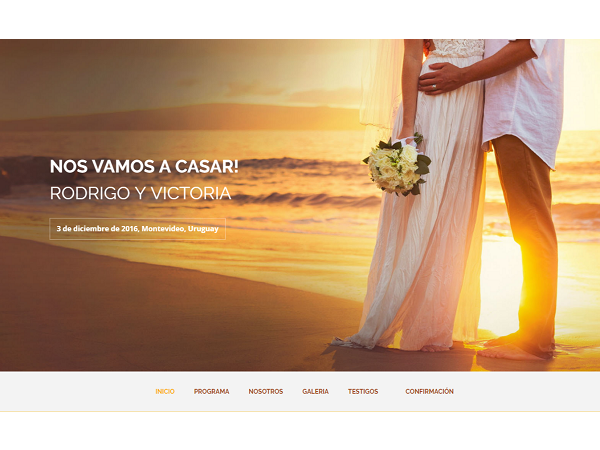 NOS VAMOS A CASAR!
RODRIGO Y VICTORIA
3 de diciembre de 2016, Montevideo, Uruguay
INICIO PROGRAMA NOSOTROS GALERIA TESTIGOS CONFIRMACIÓN